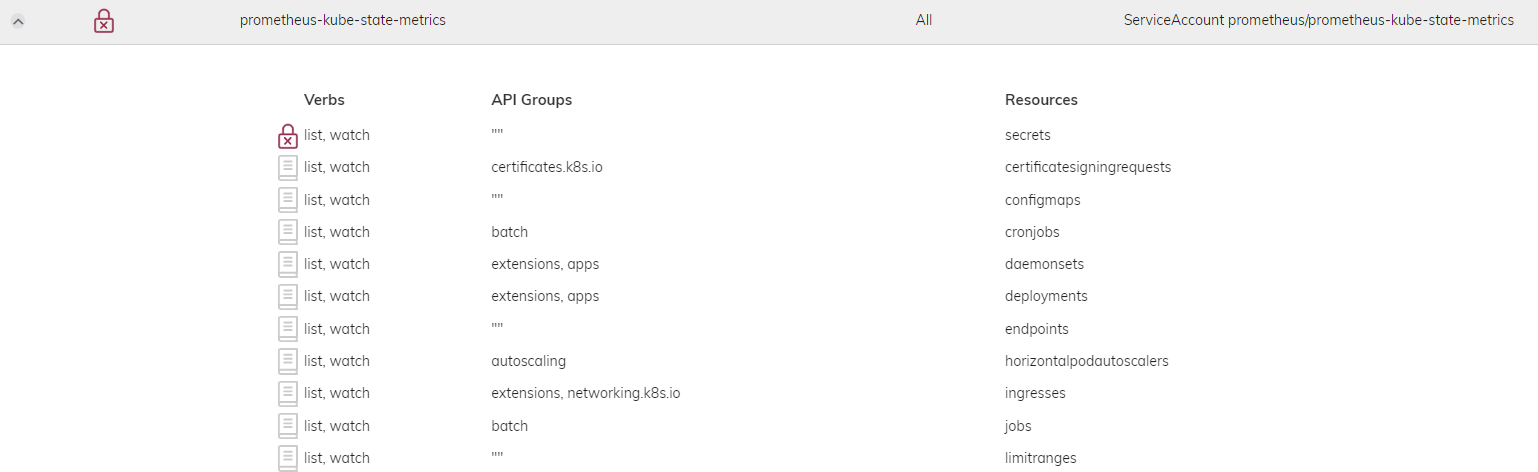 prometheus-kube-state-metrics All ServiceAccount prometheus/prometheus-kube-state-metrics
Verbs API Groups Resources
list, watch "" secrets
list, watch certificates.k8s.io certificatesigningrequests
list, watch "" configmaps
list, watch batch cronjobs
list, watch extensions, apps daemonsets
list, watch extensions, apps deployments
list, watch "" endpoints
list, watch autoscaling horizontalpodautoscalers
list, watch extensions, networking.k8s.io ingresses
list, watch batch jobs
list, watch "" limitranges